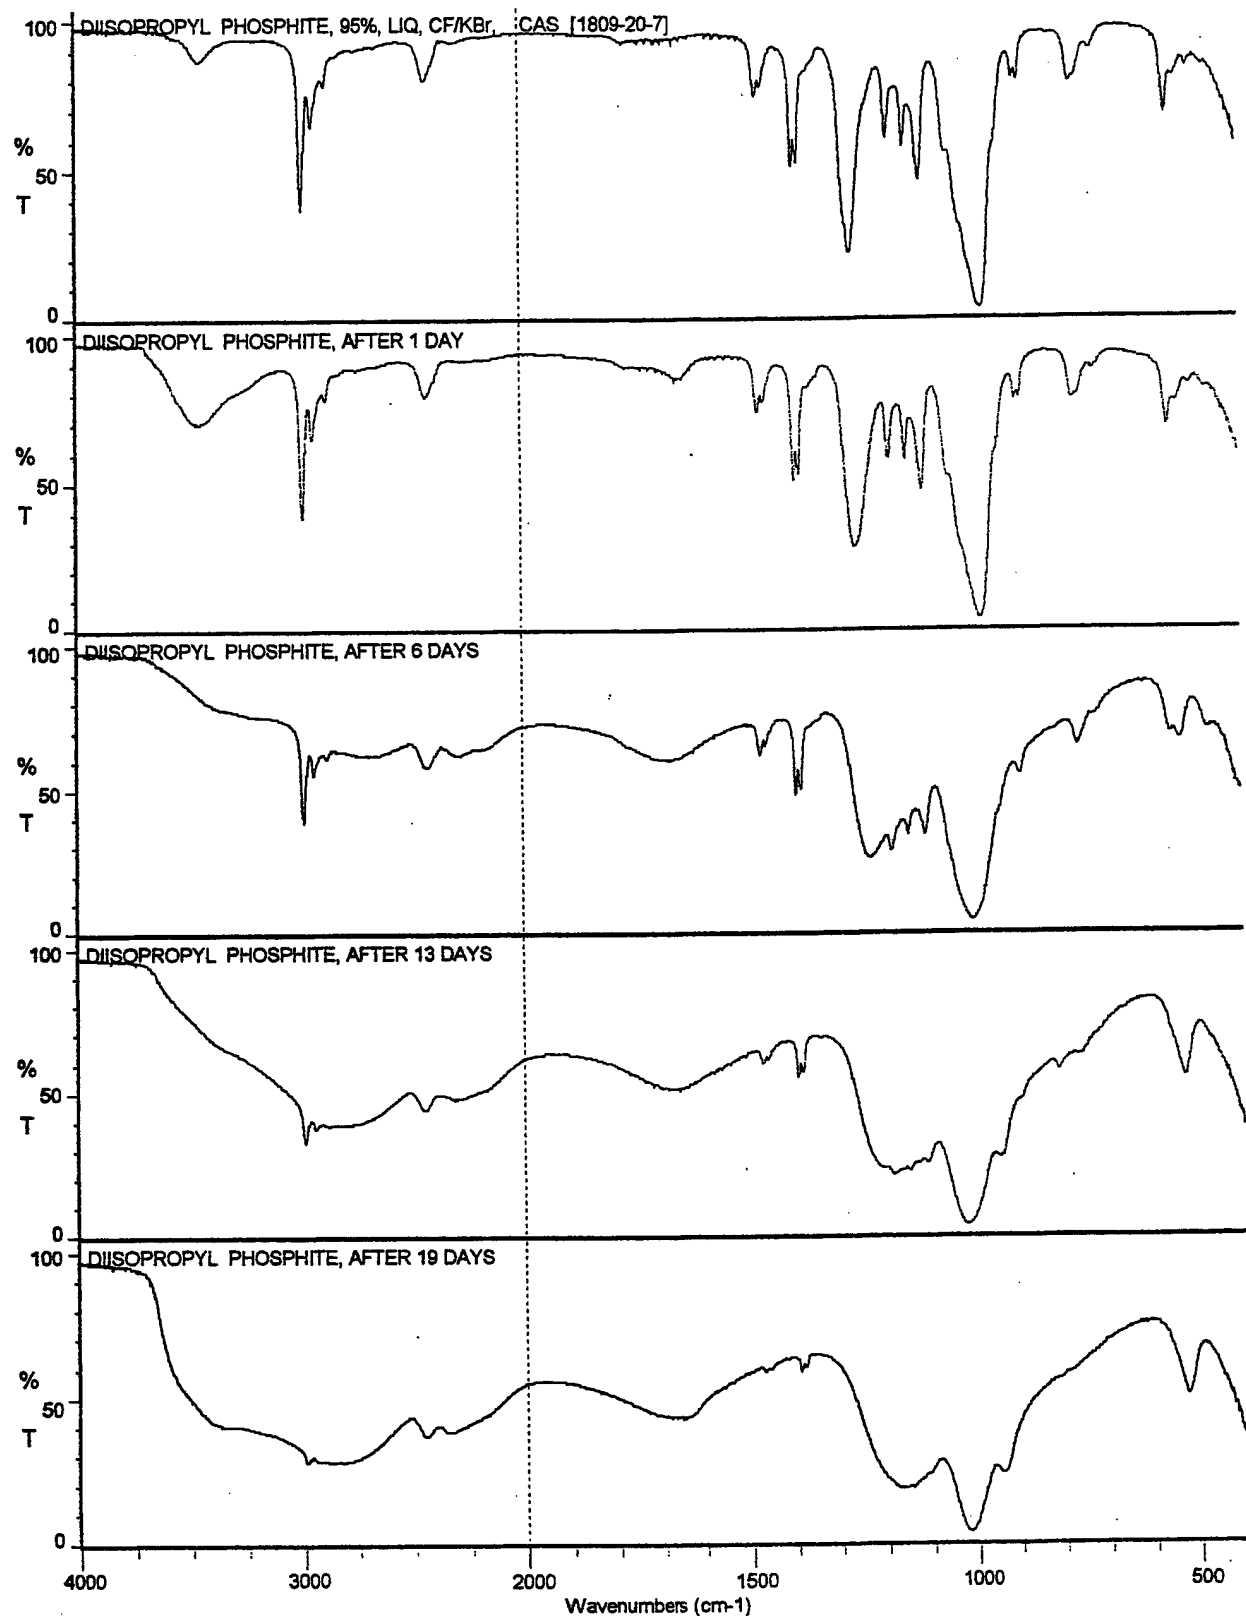 DIISOPROPYL PHOSPHITE, 95%, LIQ, CF/KBr, CAS [1809-20-7]
100
%
50
T
0
DIISOPROPYL PHOSPHITE, AFTER 1 DAY
100
%
50
T
0
DIISOPROPYL PHOSPHITE, AFTER 6 DAYS
100
%
50
T
0
DIISOPROPYL PHOSPHITE, AFTER 13 DAYS
100
%
50
T
0
DIISOPROPYL PHOSPHITE, AFTER 19 DAYS
100
%
50
T
0
4000 3000 2000 1500 1000 500
Wavenumbers (cm-1)